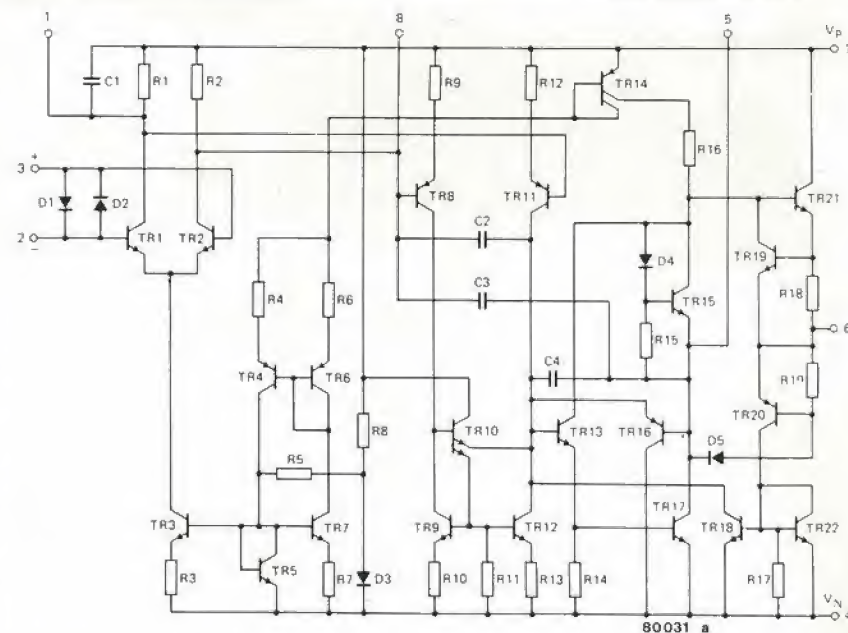 1 8 5 VP 7
C1 R1 R2 R9 R12 TR14
R16
3 +
D1 D2 TR1 TR2 TR8 TR11 TR21
2 −
C2 TR19
D4 R18
R4 R6 C3 TR15 6
R15
TR4 TR6 C4 R19
R8 TR10 TR13 TR16 TR20
R5 D5
TR3 TR7 TR9 TR12 TR17 TR18 TR22
TR5
R3 R7 D3 R10 R11 R13 R14 R17
VN 4
80031 a